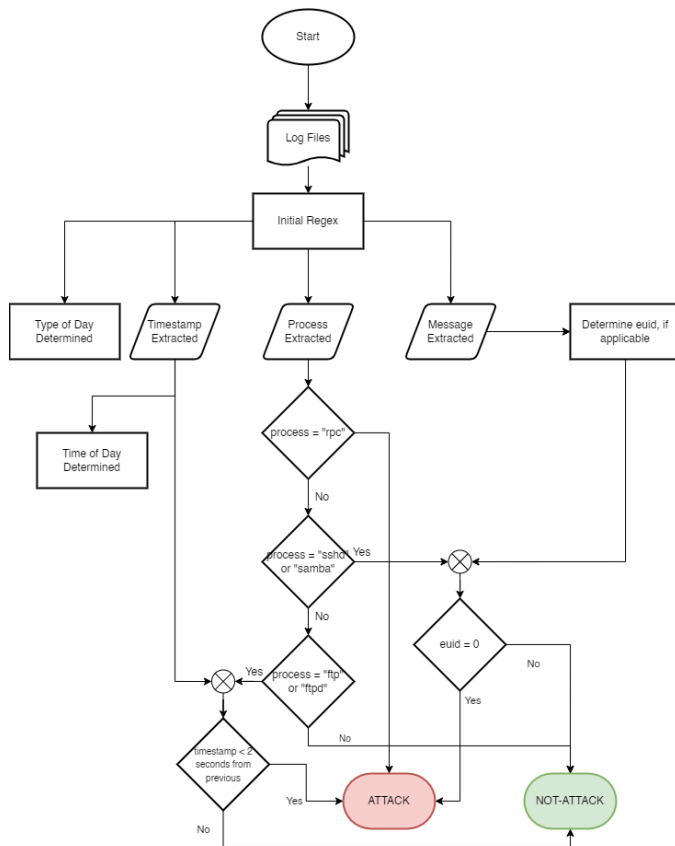 Start
Log Files
Initial Regex
Type of Day
Determined
Timestamp
Extracted
Process
Extracted
Message
Extracted
Determine euid, if
applicable
Time of Day
Determined
process = "rpc"
No
process = "sshd"
or "samba"
Yes
No
euid = 0
No
Yes
process = "ftp"
or "ftpd"
Yes
No
timestamp < 2
seconds from
previous
Yes
No
ATTACK
NOT-ATTACK